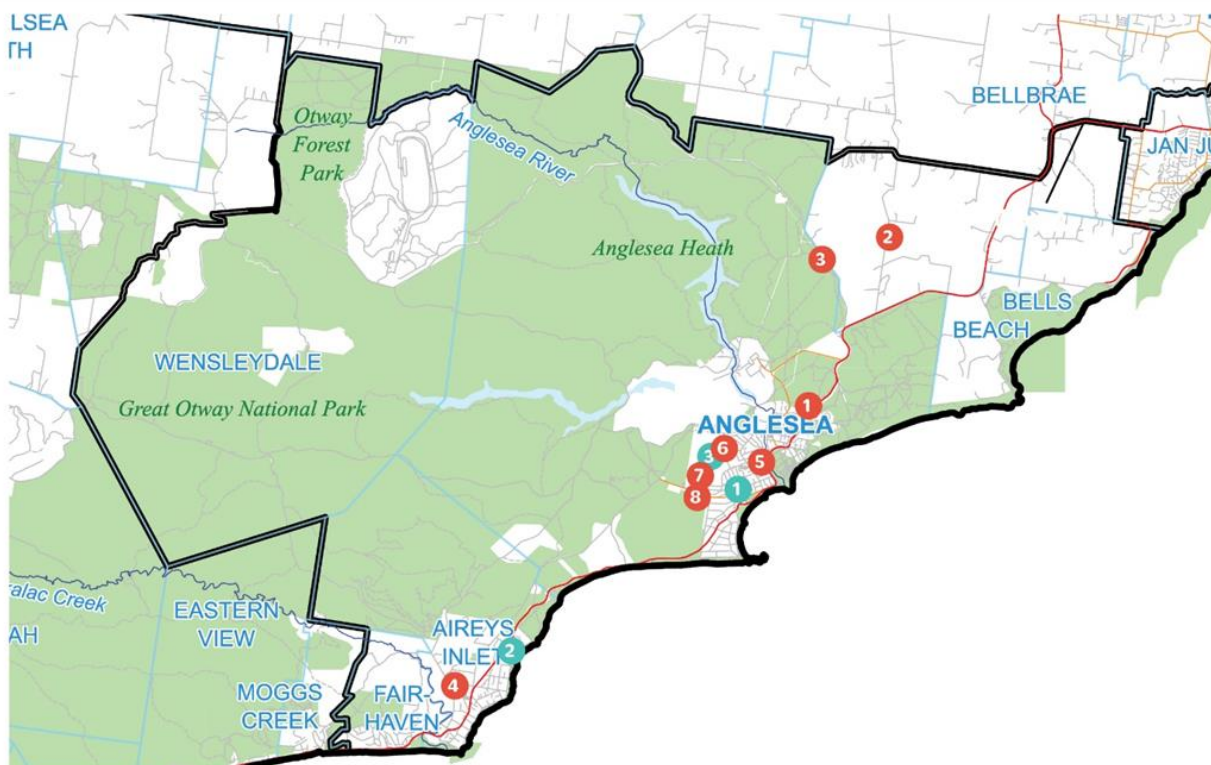 LSEA
TH
Otway
Forest
Park
Anglesea River
BELLBRAE
JAN JU
Anglesea Heath
2
3
BELLS
BEACH
WENSLEYDALE
Great Otway National Park
1
ANGLESEA
6
3
5
7
1
8
ralac Creek
AH
EASTERN
VIEW
AIREYS
INLET
2
4
MOGGS
CREEK
FAIR-
HAVEN